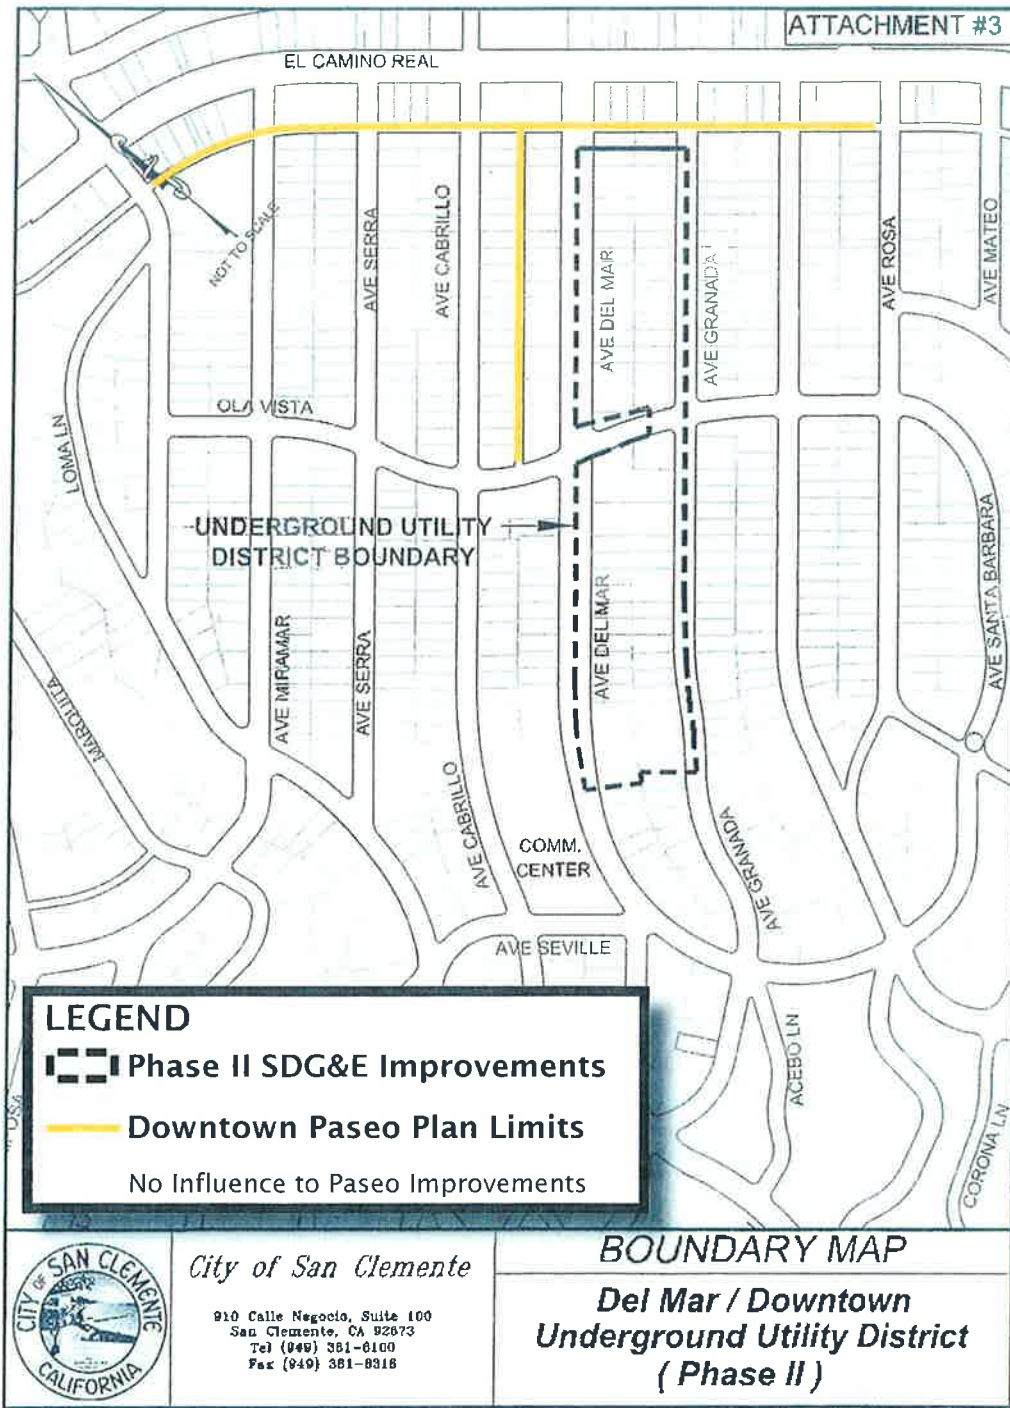 ATTACHMENT #3
EL CAMINO REAL
NOT TO SCALE
AVE SERRA
AVE CABRILLO
AVE DEL MAR
AVE GRANADA
AVE ROSA
AVE MATEO
OLA VISTA
LOMA LN
UNDERGROUND UTILITY
DISTRICT BOUNDARY
AVE SANTA BARBARA
AVE MIRAMAR
AVE SERRA
AVE DEL MAR
MARQUITA
AVE CABRILLO
COMM.
CENTER
AVE GRANADA
AVE SEVILLE
ACEBO LN
CORONA LN
LEGEND
Phase II SDG&E Improvements
Downtown Paseo Plan Limits
No Influence to Paseo Improvements
CITY OF SAN CLEMENTE
CALIFORNIA
City of San Clemente
910 Calle Negocio, Suite 100
San Clemente, CA 92673
Tel (949) 361-6100
Fax (949) 361-8316
BOUNDARY MAP
Del Mar / Downtown
Underground Utility District
( Phase II )